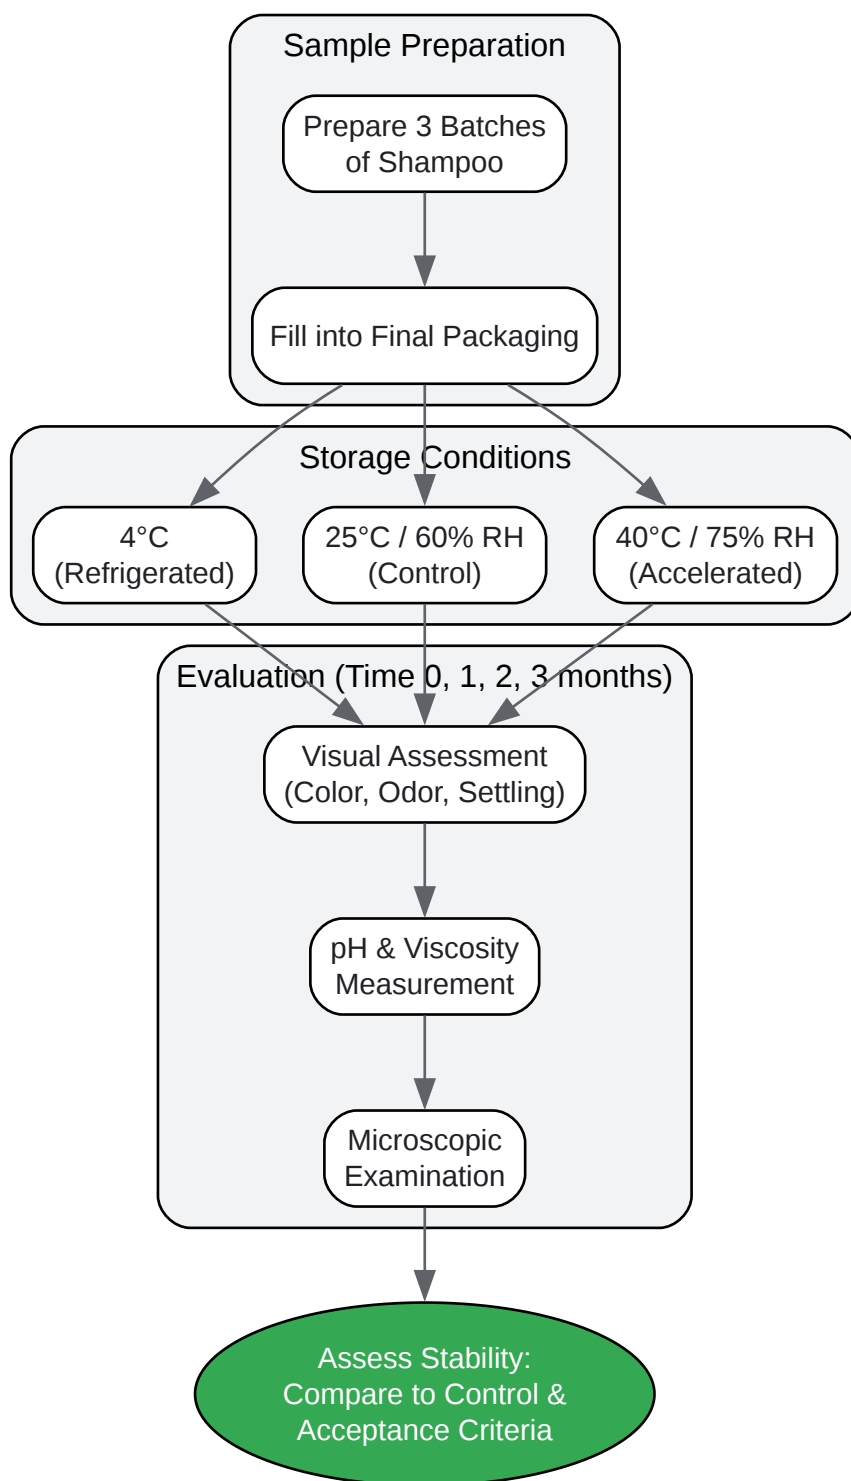 Sample Preparation
Prepare 3 Batches
of Shampoo
Fill into Final Packaging
Storage Conditions
4°C
(Refrigerated)
25°C / 60% RH
(Control)
40°C / 75% RH
(Accelerated)
Evaluation (Time 0, 1, 2, 3 months)
Visual Assessment
(Color, Odor, Settling)
pH & Viscosity
Measurement
Microscopic
Examination
Assess Stability:
Compare to Control &
Acceptance Criteria